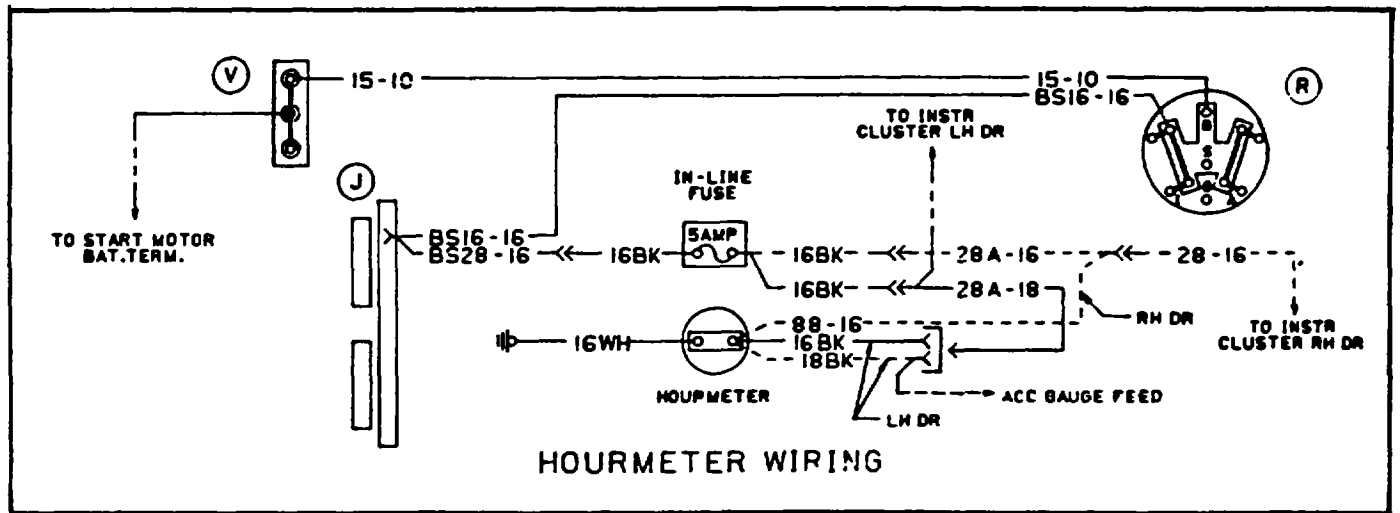 V
15-10
15-10
R
BS16-16
TO INSTR
CLUSTER LH DR
B
S
I
A
J
IN-LINE
FUSE
TO START MOTOR
BAT.TERM.
BS16-16
5AMP
BS28-16
16BK
16BK
28A-16
28-16
16BK
28A-18
88-16
RH DR
TO INSTR
CLUSTER RH DR
16WH
16BK
18BK
HOUPMETER
ACC GAUGE FEED
LH DR
HOURMETER WIRING